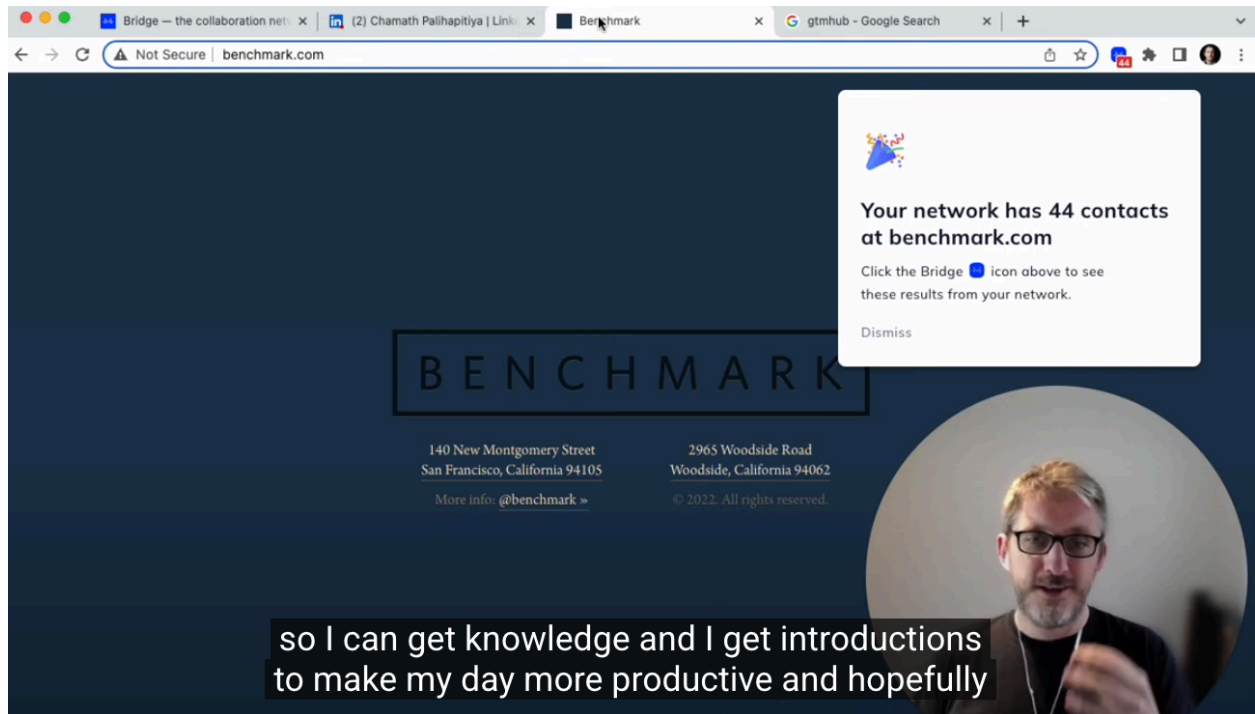 Bridge — the collaboration netw
(2) Chamath Palihapitiya | Linke
Benchmark
gtmhub - Google Search
Not Secure
benchmark.com
44
Your network has 44 contacts
at benchmark.com
Click the Bridge icon above to see
these results from your network.
Dismiss
BENCHMARK
140 New Montgomery Street
San Francisco, California 94105
More info: @benchmark »
2965 Woodside Road
Woodside, California 94062
© 2022. All rights reserved.
so I can get knowledge and I get introductions
to make my day more productive and hopefully